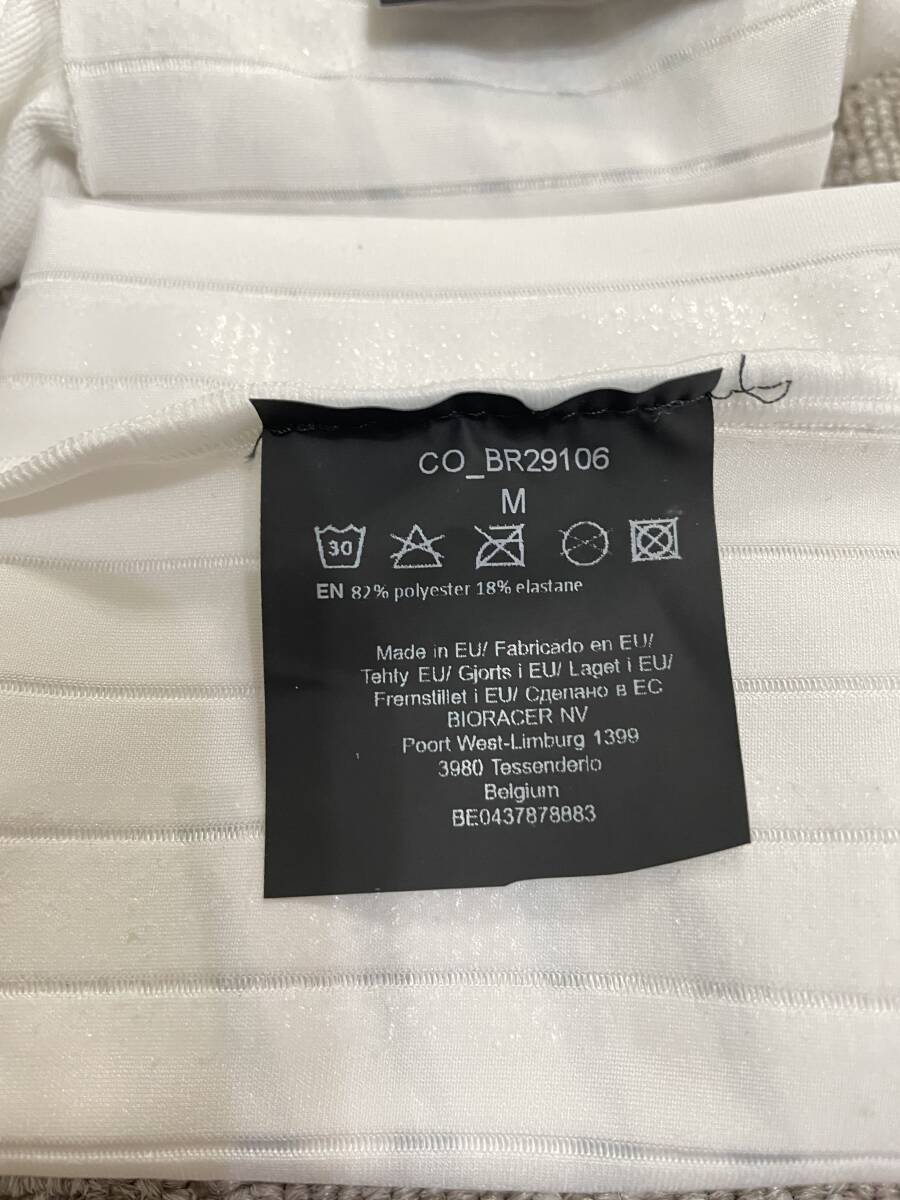 CO_BR29106
M
30
EN 82% polyester 18% elastane
Made in EU/ Fabricado en EU/
Tehty EU/ Gjorts i EU/ Laget i EU/
Fremstillet i EU/ Сделано в ЕС
BIORACER NV
Poort West-Limburg 1399
3980 Tessenderlo
Belgium
BE0437878883